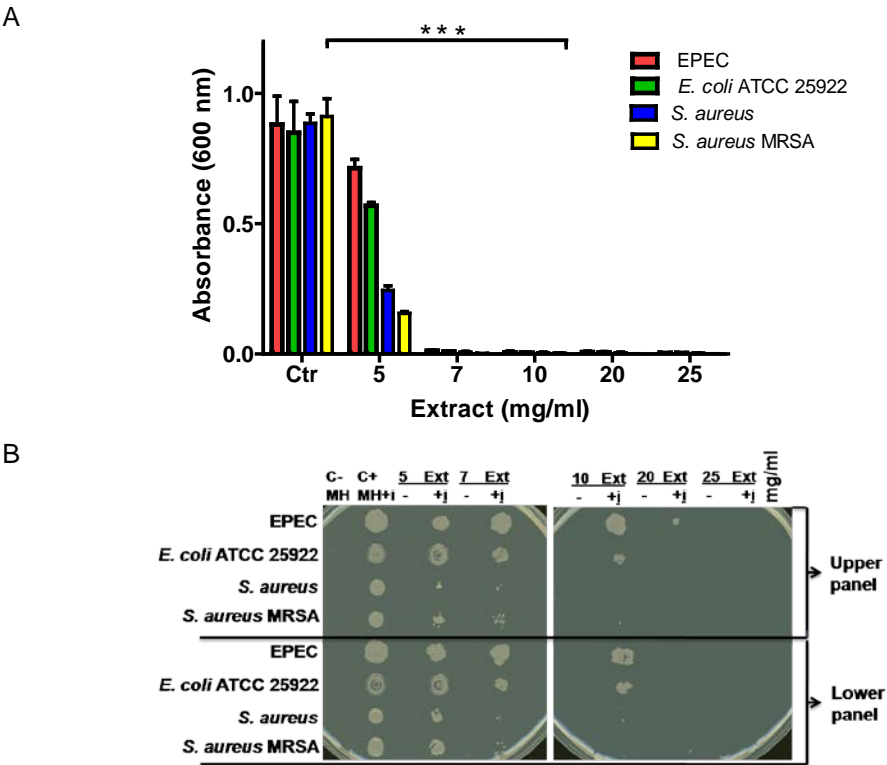 A
***
Absorbance (600 nm)
1.0
0.5
0.0
EPEC
E. coli ATCC 25922
S. aureus
S. aureus MRSA
Ctr 5 7 10 20 25
Extract (mg/ml)
B
C- C+ 5 Ext 7 Ext 10 Ext 20 Ext 25 Ext mg/ml
MH MH+i - +i - +i - +i - +i - +i
EPEC
E. coli ATCC 25922
S. aureus
S. aureus MRSA
Upper
panel
EPEC
E. coli ATCC 25922
S. aureus
S. aureus MRSA
Lower
panel